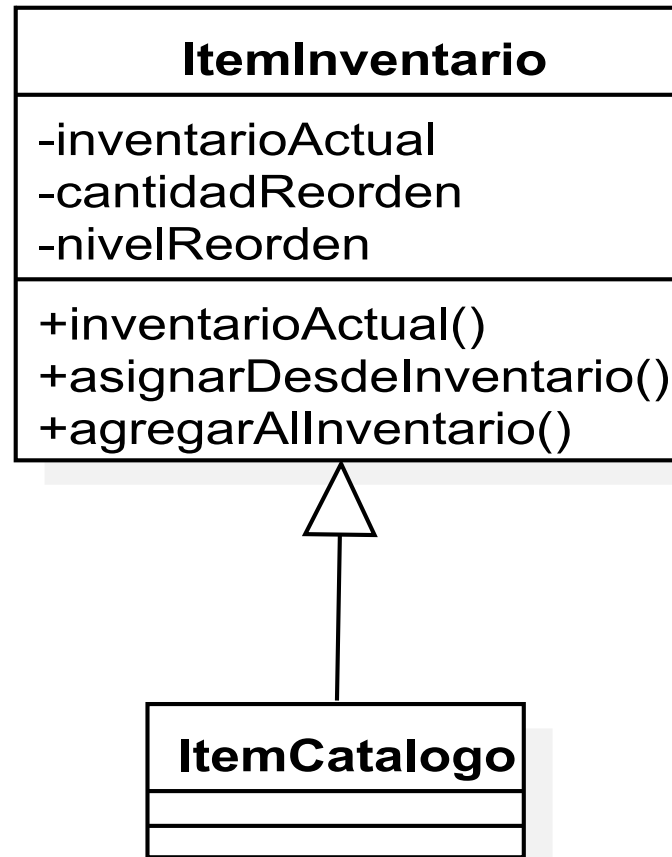 ItemInventario
-inventarioActual
-cantidadReorden
-nivelReorden
+inventarioActual()
+asignarDesdeInventario()
+agregarAlInventario()
ItemCatalogo